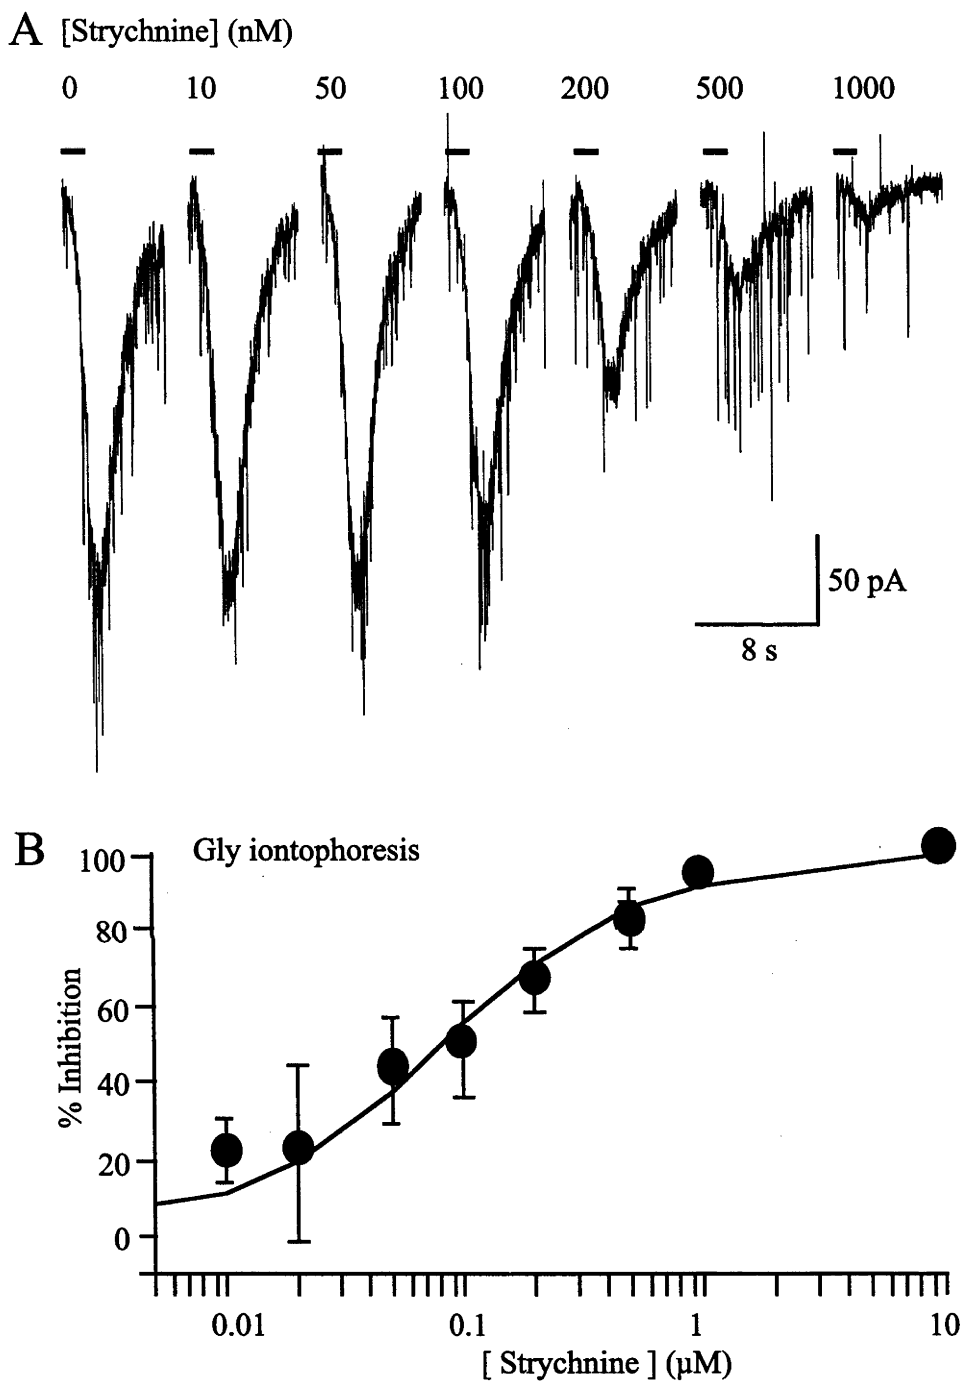 A [Strychnine] (nM)
0 10 50 100 200 500 1000
50 pA
8 s
B Gly iontophoresis
100
80
60
40
20
0
% Inhibition
0.01 0.1 1 10
[ Strychnine ] (μM)